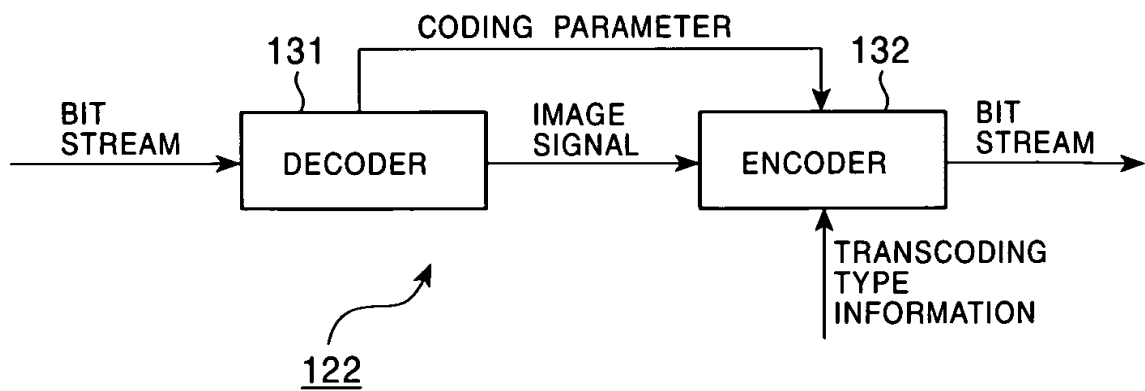 CODING PARAMETER
131
132
BIT
STREAM
DECODER
IMAGE
SIGNAL
ENCODER
BIT
STREAM
TRANSCODING
TYPE
INFORMATION
122